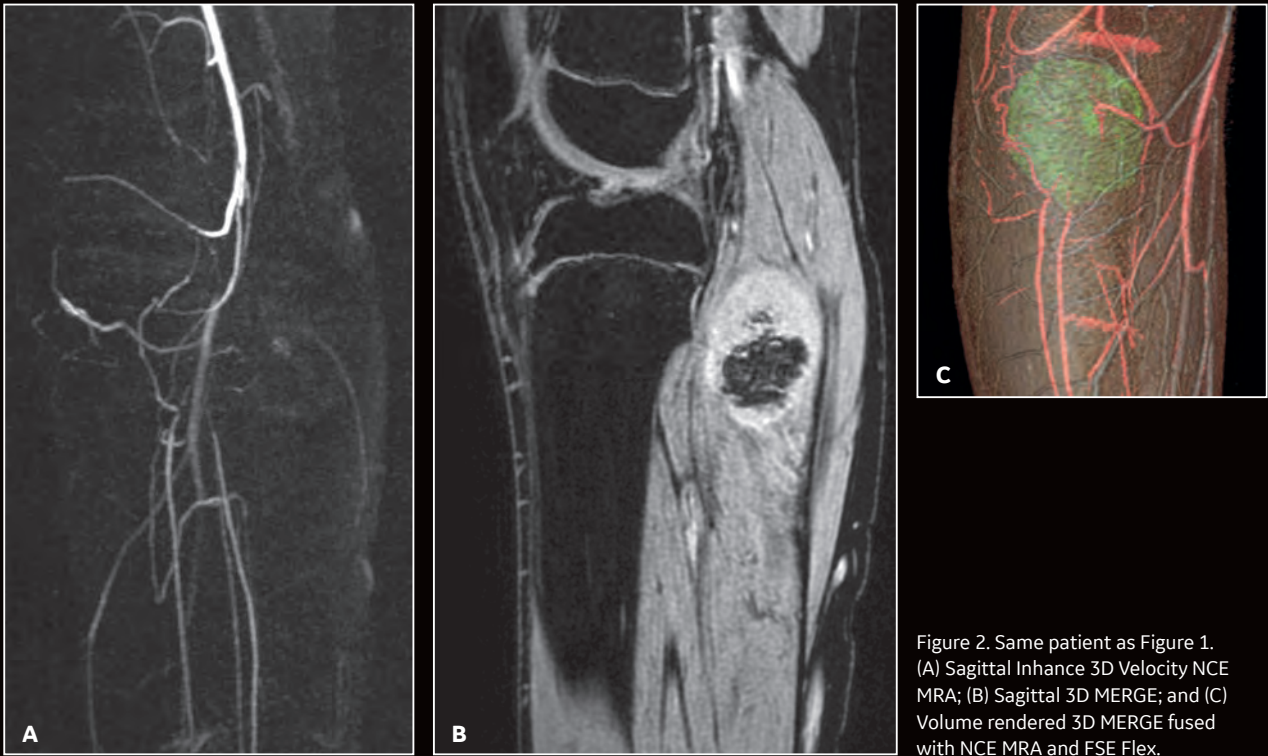 A
B
C
Figure 2. Same patient as Figure 1.
(A) Sagittal Inhance 3D Velocity NCE
MRA; (B) Sagittal 3D MERGE; and (C)
Volume rendered 3D MERGE fused
with NCE MRA and FSE Flex.